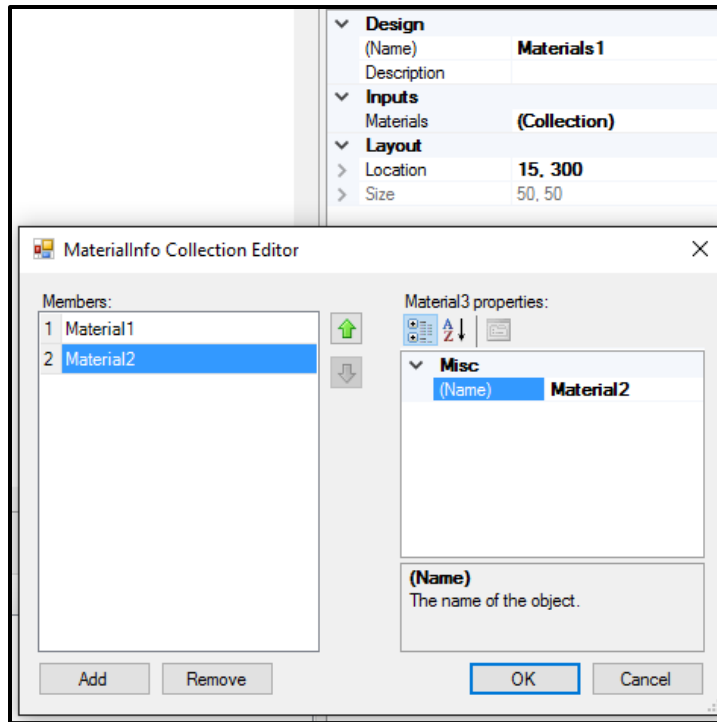 Design
(Name) Materials1
Description
Inputs
Materials (Collection)
Layout
Location 15, 300
Size 50, 50
MaterialInfo Collection Editor
Members:
1 Material1
2 Material2
Material3 properties:
A
Z
Misc
(Name) Material2
(Name)
The name of the object.
Add Remove OK Cancel